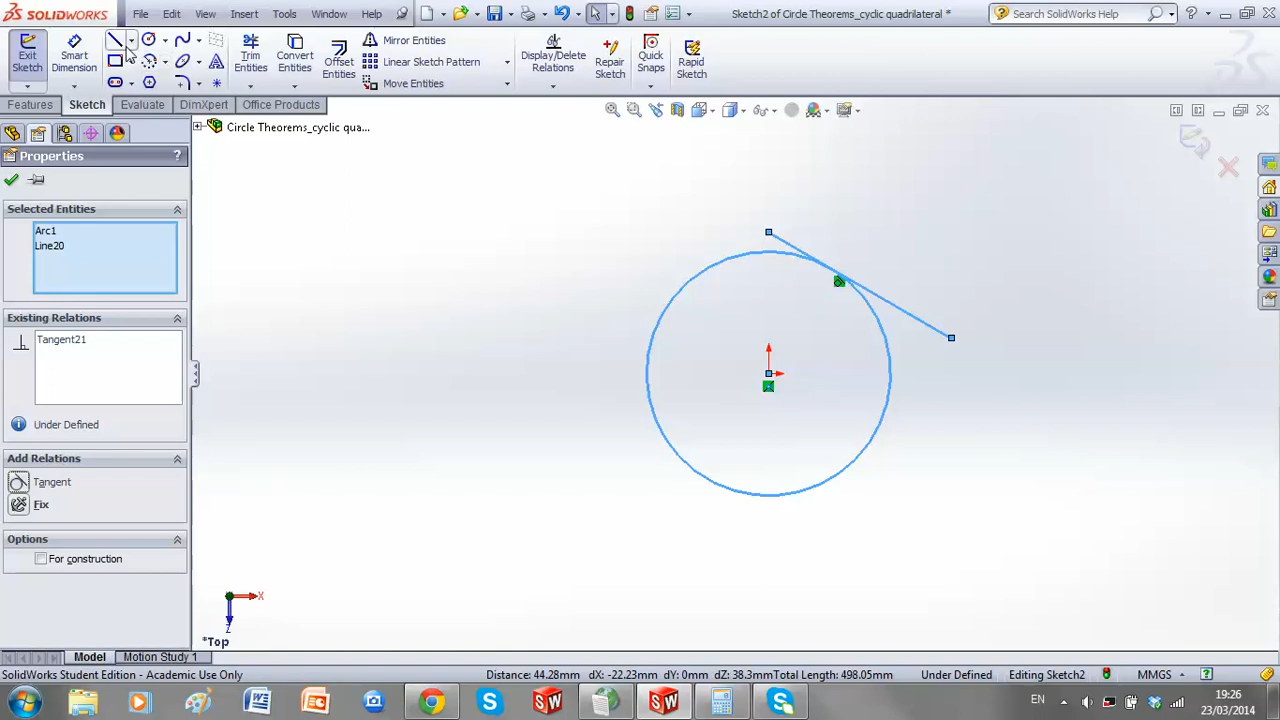 SOLIDWORKS File Edit View Insert Tools Window Help Sketch2 of Circle Theorems_cyclic quadrilateral * Search SolidWorks Help
Exit Sketch
Smart Dimension
Trim Entities
Convert Entities
Offset Entities
Mirror Entities
Linear Sketch Pattern
Move Entities
Display/Delete Relations
Repair Sketch
Quick Snaps
Rapid Sketch
Features Sketch Evaluate DimXpert Office Products
Circle Theorems_cyclic qua...
Properties ?
Selected Entities
Arc1
Line20
Existing Relations
Tangent21
Under Defined
Add Relations
Tangent
Fix
Options
For construction
X
Z
*Top
Model Motion Study 1
SolidWorks Student Edition - Academic Use Only Distance: 44.28mm dX: -22.23mm dY: 0mm dZ: 38.3mm Total Length: 498.05mm Under Defined Editing Sketch2 MMGS
EN 19:26
23/03/2014